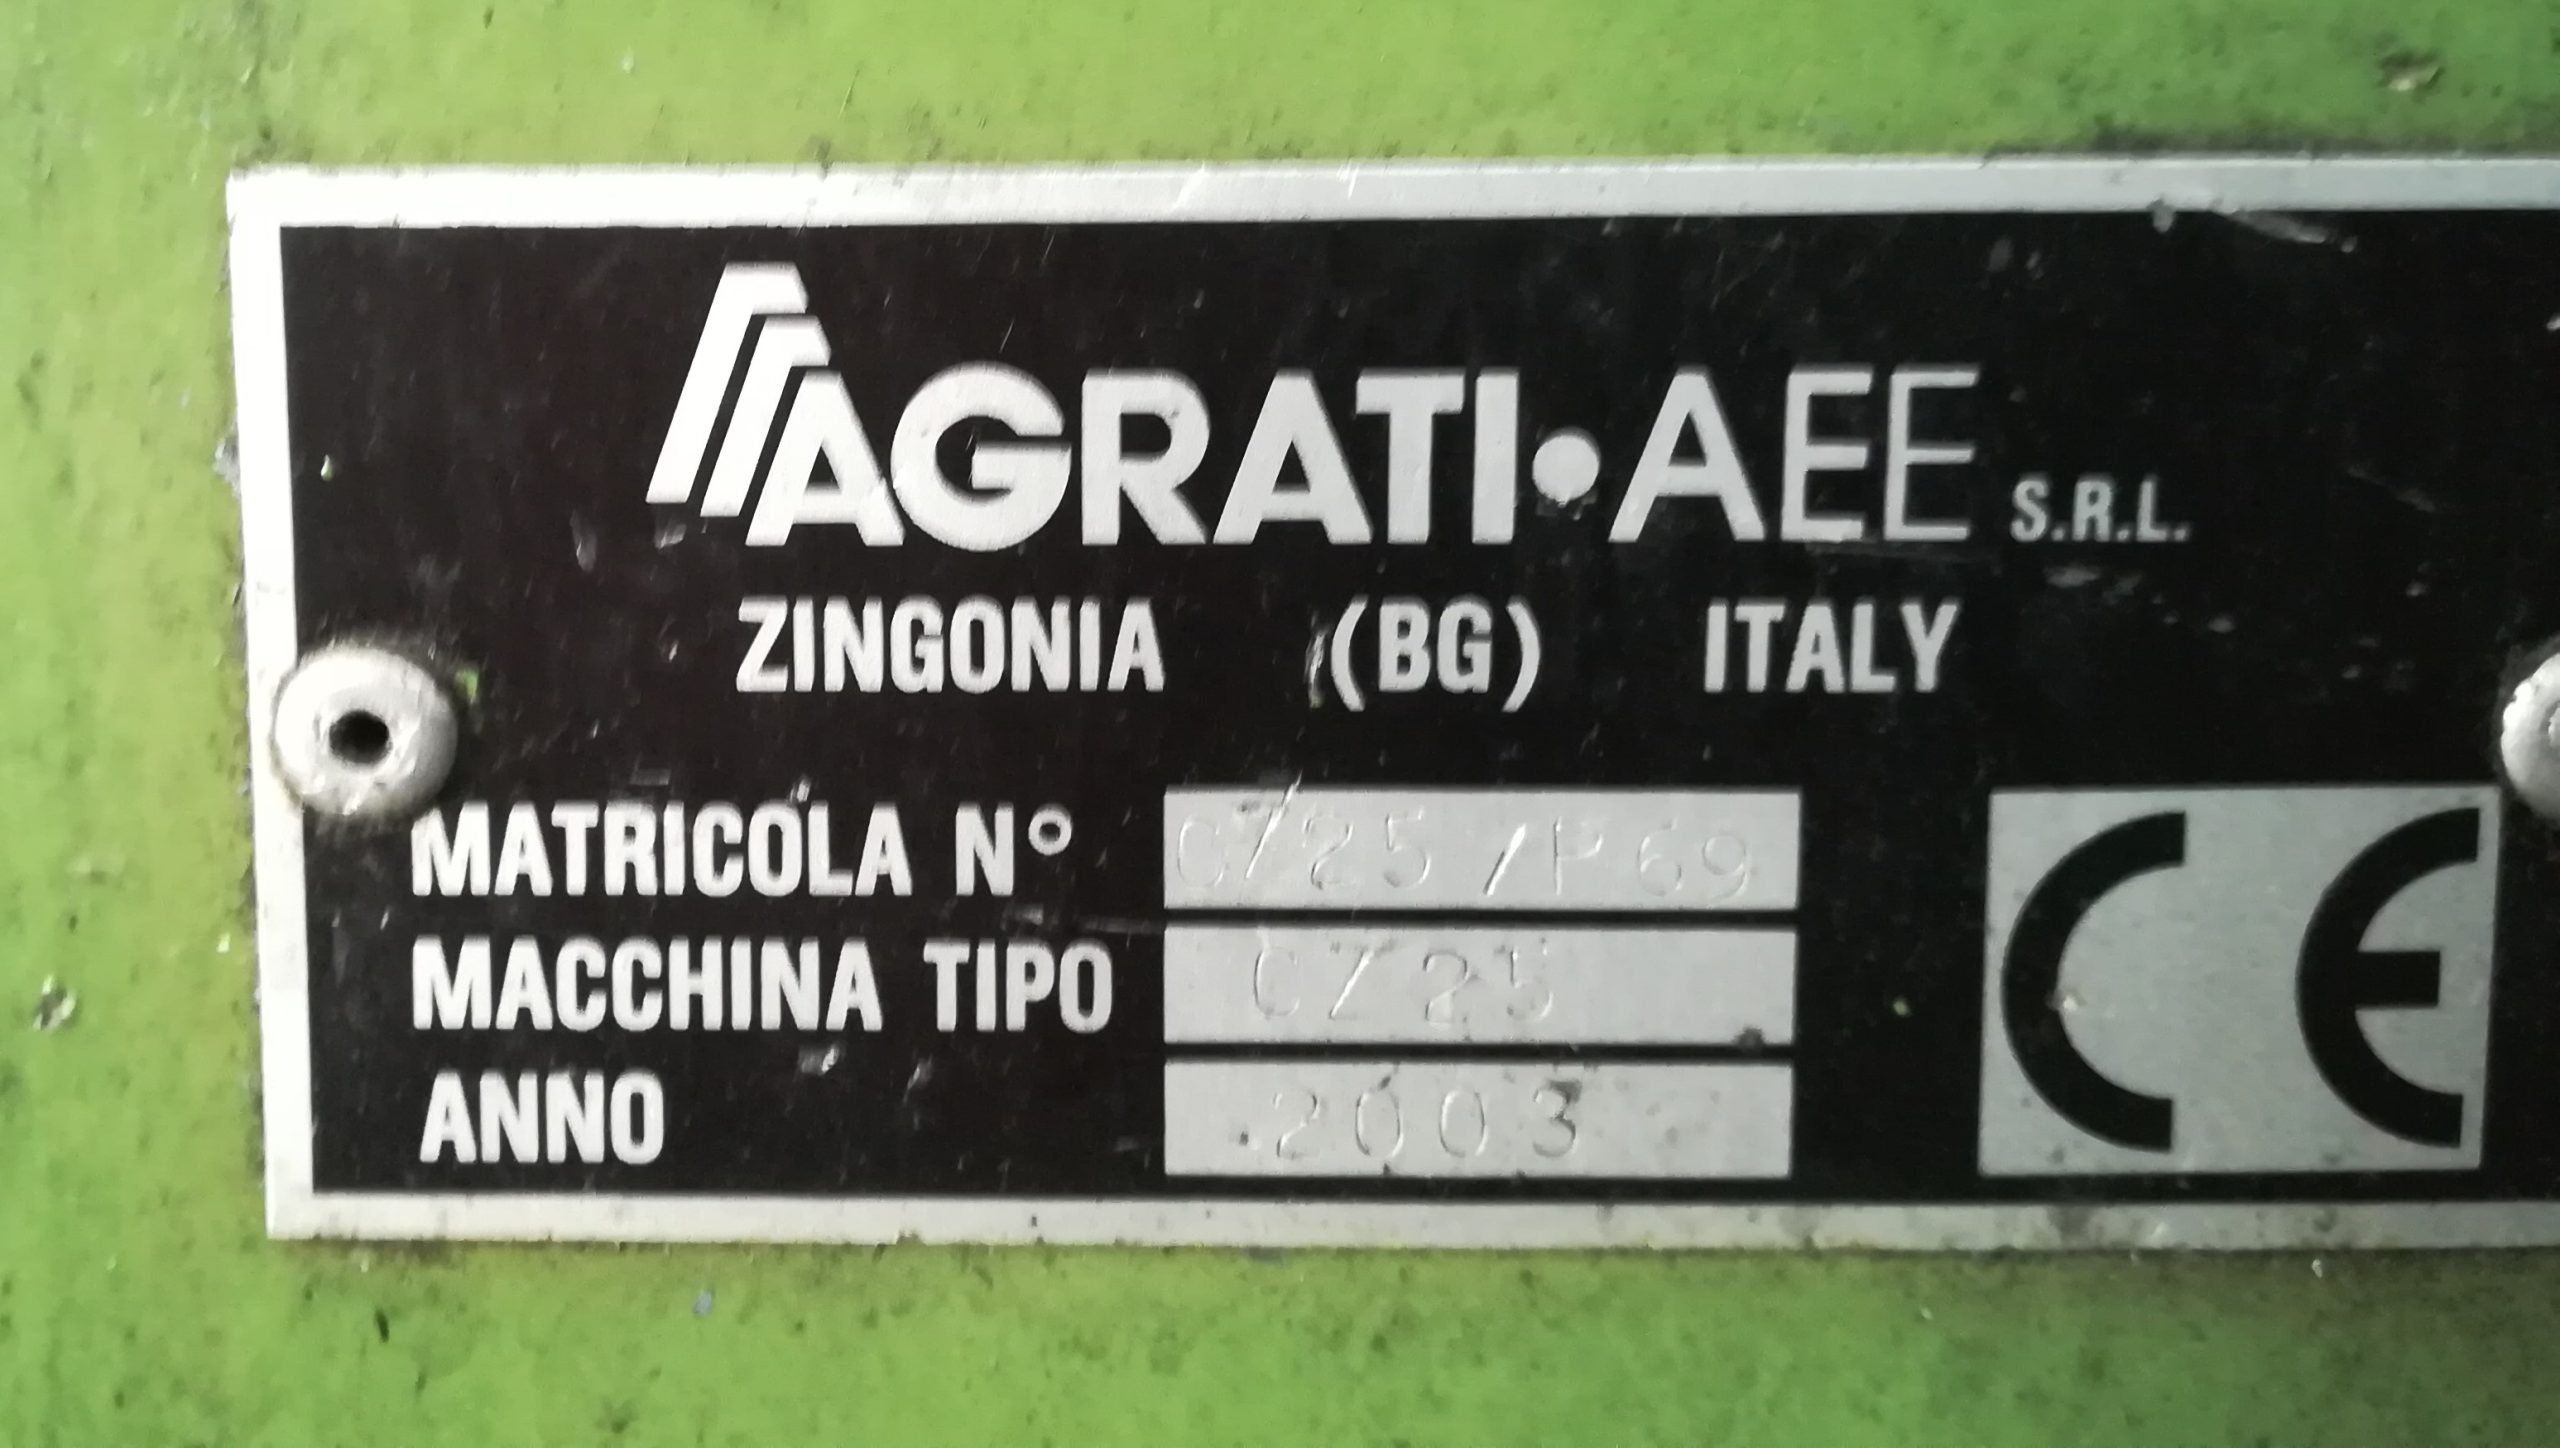 AGRATI•AEE S.R.L.
ZINGONIA (BG) ITALY
MATRICOLA N° CZ25/P69
MACCHINA TIPO CZ25
ANNO 2003
CE